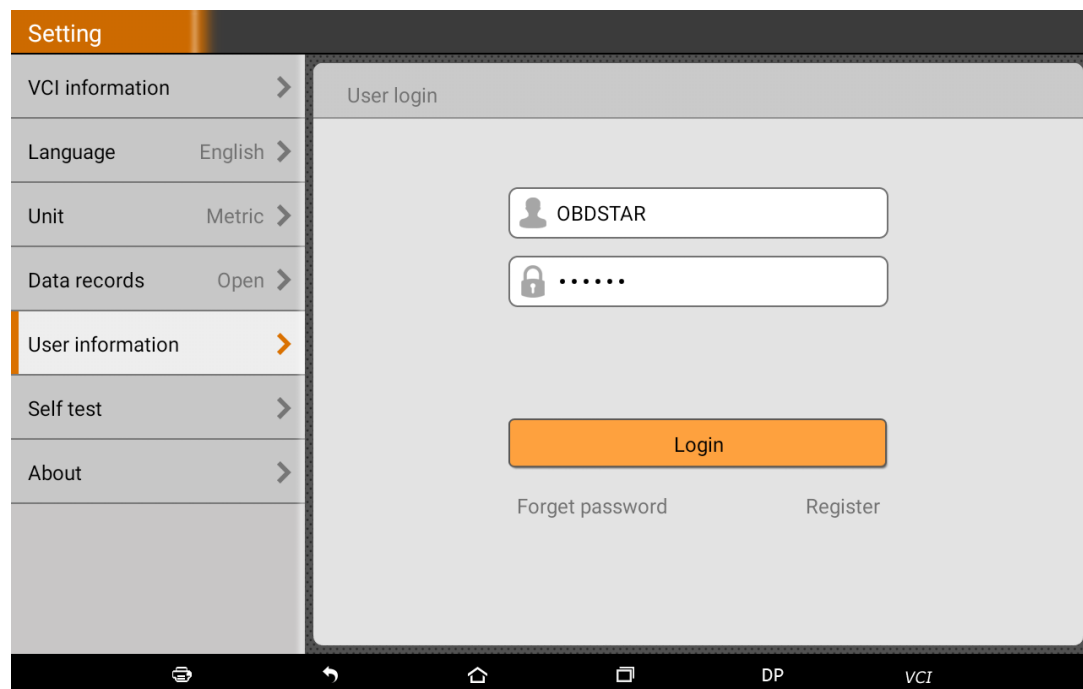 Setting
VCI information
Language English
Unit Metric
Data records Open
User information
Self test
About
User login
OBDSTAR
••••••
Login
Forget password Register
DP VCI